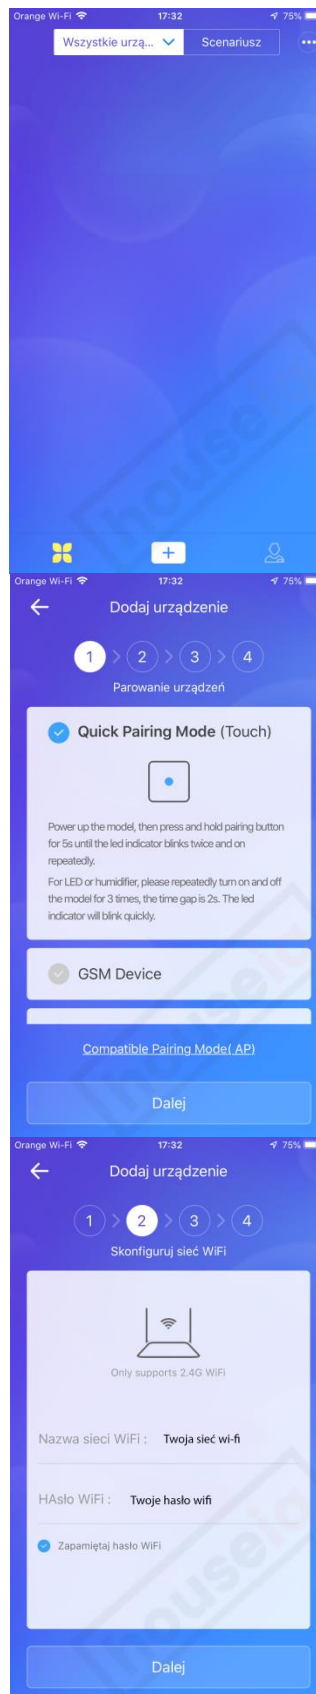 Orange Wi-Fi 17:32 75%
Wszystkie urzą... Scenariusz
houseiq
Orange Wi-Fi 17:32 75%
Dodaj urządzenie
1 > 2 > 3 > 4
Parowanie urządzeń
Quick Pairing Mode (Touch)
Power up the model, then press and hold pairing button
for 5s until the led indicator blinks twice and on
repeatedly.
For LED or humidifier, please repeatedly turn on and off
the model for 3 times, the time gap is 2s. The led
indicator will blink quickly.
GSM Device
houseiq
Compatible Pairing Mode( AP)
Dalej
Orange Wi-Fi 17:32 75%
Dodaj urządzenie
1 > 2 > 3 > 4
Skonfiguruj sieć WiFi
Only supports 2.4G WiFi
Nazwa sieci WiFi : Twoja sieć wi-fi
HAsło WiFi : Twoje hasło wifi
Zapamiętaj hasło WiFi
houseiq
Dalej